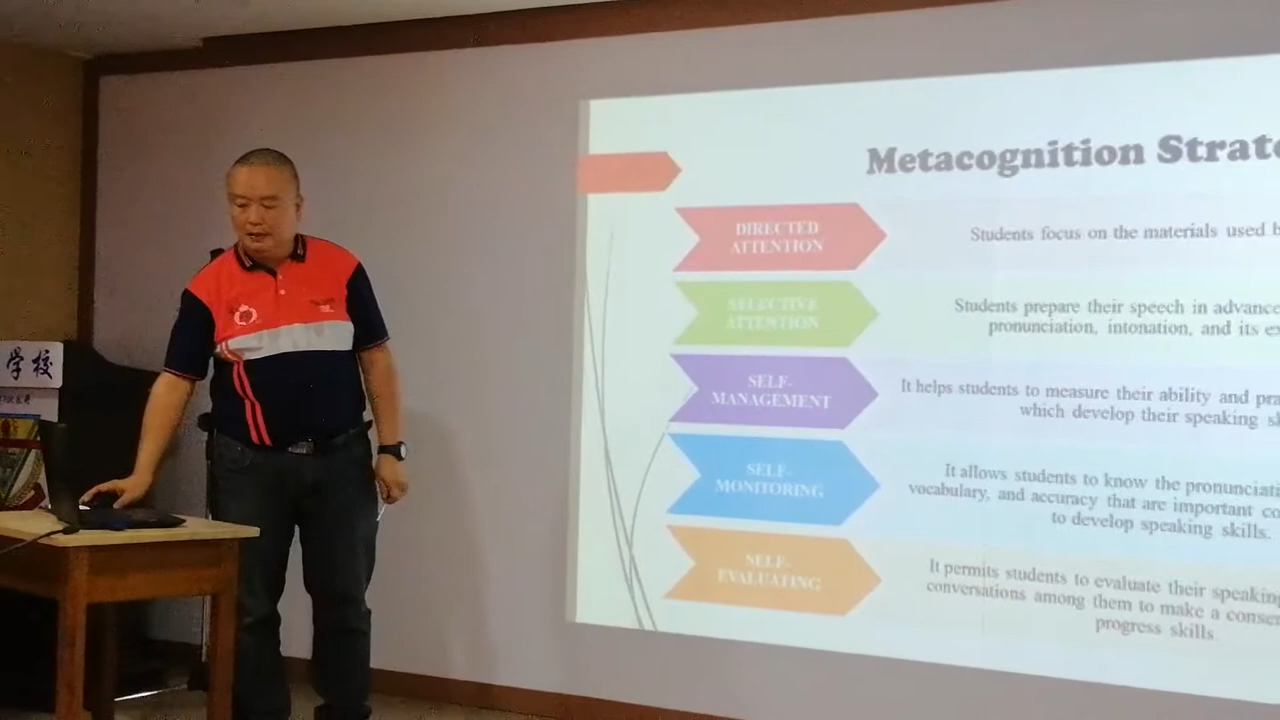 学校
Metacognition Strate
DIRECTED
ATTENTION
Students focus on the materials used b
SELECTIVE
ATTENTION
Students prepare their speech in advance
pronunciation, intonation, and its ex
SELF-
MANAGEMENT
It helps students to measure their ability and pra
which develop their speaking sk
SELF-
MONITORING
It allows students to know the pronunciati
vocabulary, and accuracy that are important co
to develop speaking skills.
SELF-
EVALUATING
It permits students to evaluate their speaking
conversations among them to make a conse
progress skills.